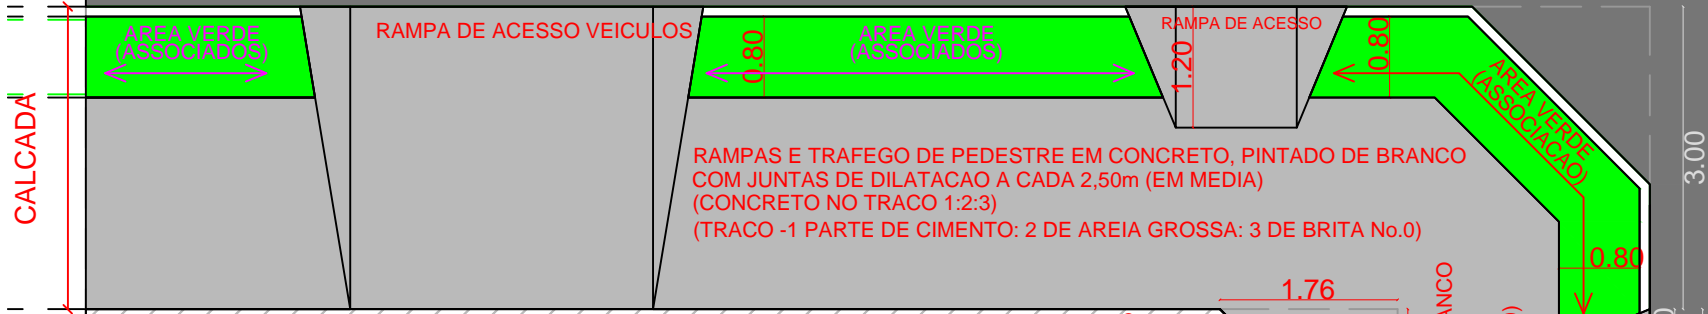 AREA VERDE
(ASSOCIADOS)
RAMPA DE ACESSO VEICULOS
0.80
AREA VERDE
(ASSOCIADOS)
RAMPA DE ACESSO
1.20
0.80
AREA VERDE
(ASSOCIACAO)
CALCADA
3.00
RAMPAS E TRAFEGO DE PEDESTRE EM CONCRETO, PINTADO DE BRANCO
COM JUNTAS DE DILATACAO A CADA 2,50m (EM MEDIA)
(CONCRETO NO TRACO 1:2:3)
(TRACO -1 PARTE DE CIMENTO: 2 DE AREIA GROSSA: 3 DE BRITA No.0)
0.80
1.76
ANCO